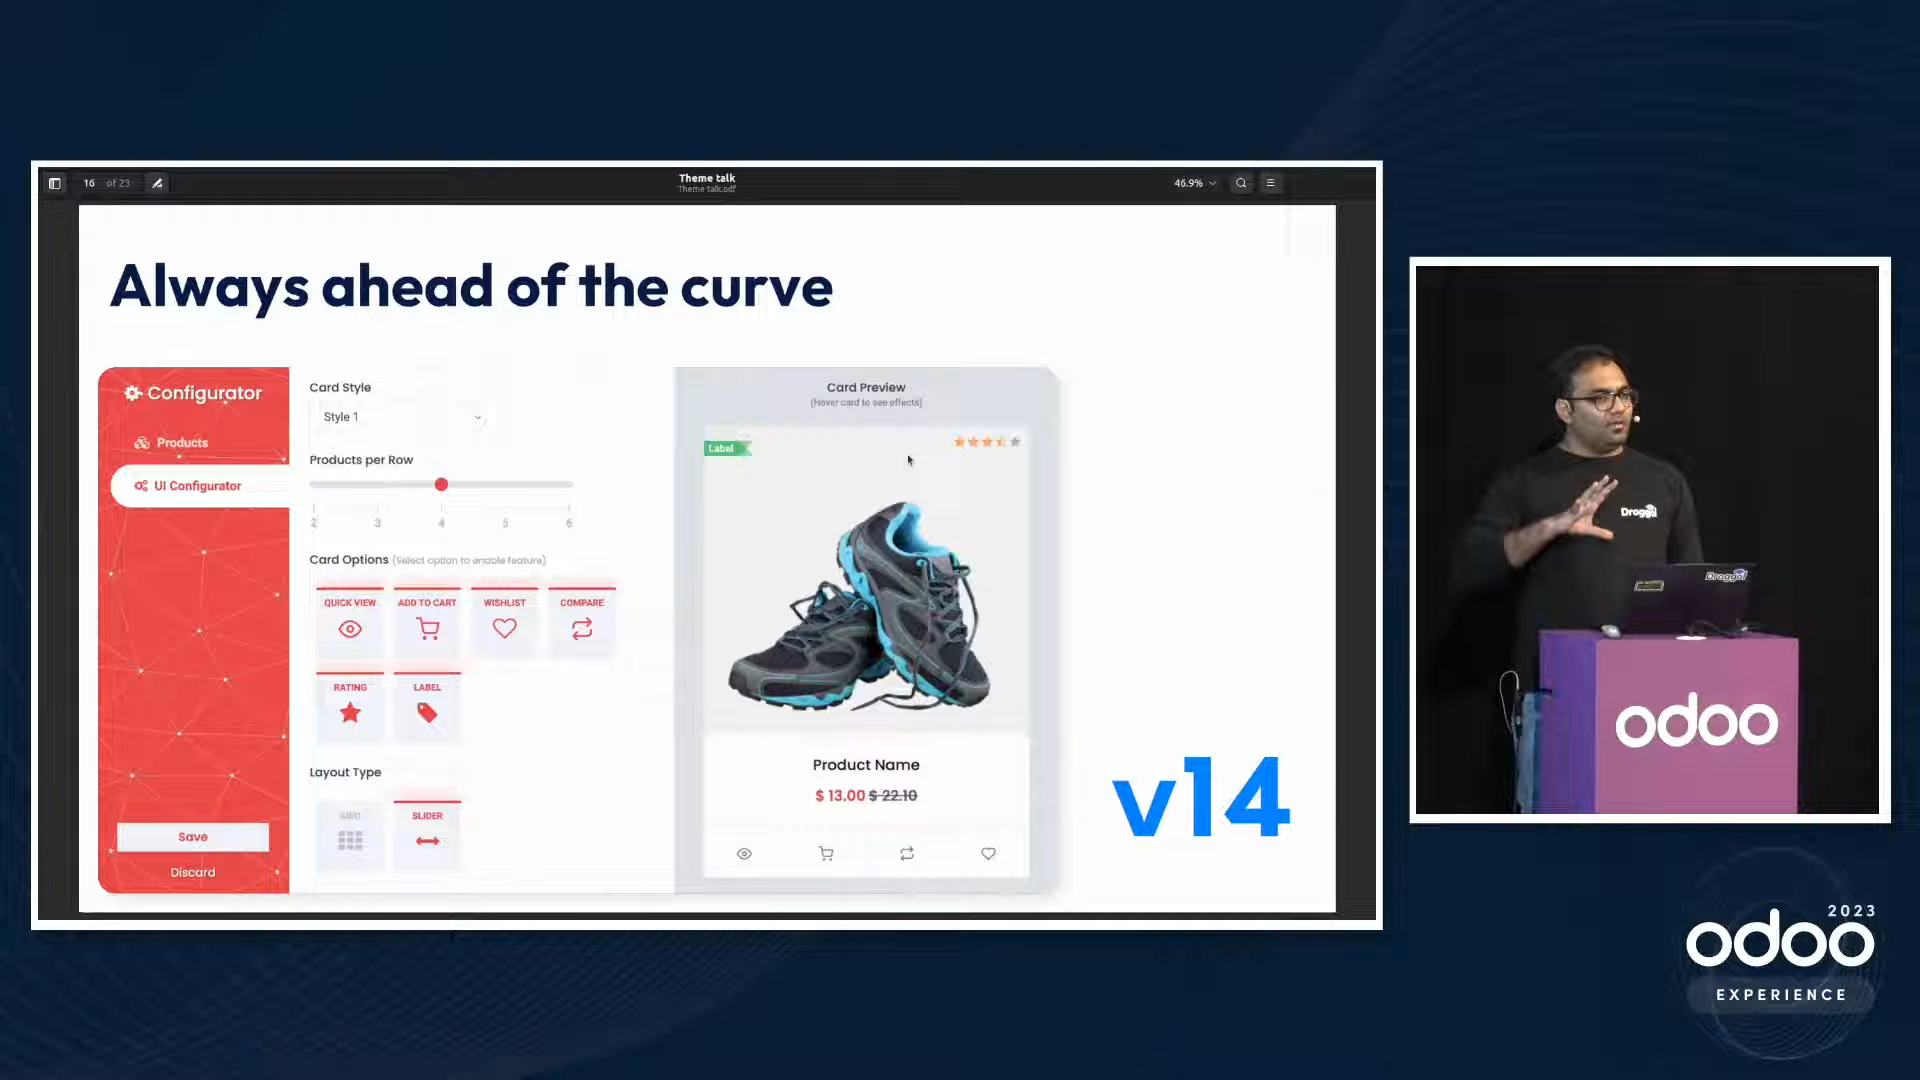 16 of 23
Theme talk
Theme talk.pdf
46.9%
Always ahead of the curve
Configurator
Products
UI Configurator
Save
Discard
Card Style
Style 1
Products per Row
2 3 4 5 6
Card Options (Select option to enable feature)
QUICK VIEW ADD TO CART WISHLIST COMPARE
RATING LABEL
Layout Type
GRID SLIDER
Card Preview
(Hover card to see effects)
Label
Product Name
$ 13.00 $ 22.10
v14
Droggol
Droggol
odoo
2023
odoo
EXPERIENCE